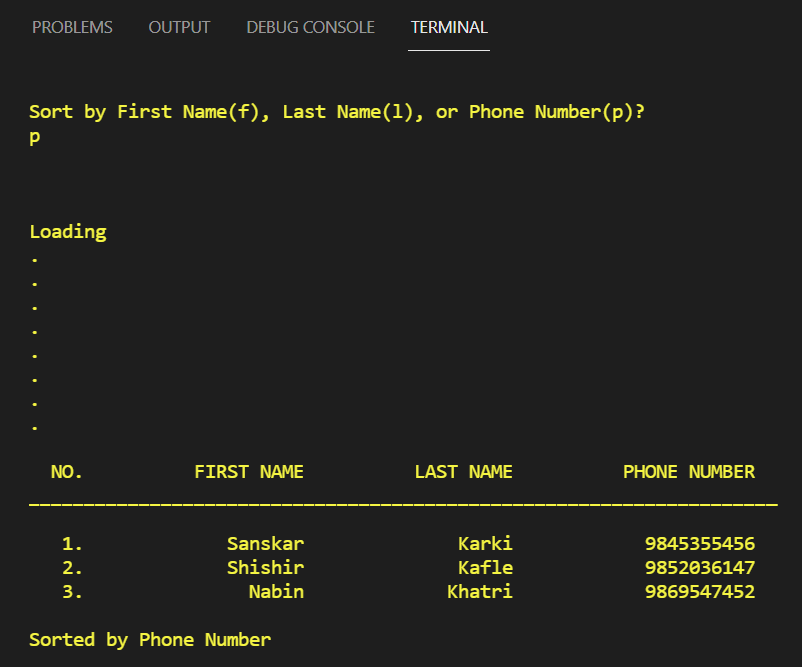 PROBLEMS OUTPUT DEBUG CONSOLE TERMINAL
Sort by First Name(f), Last Name(l), or Phone Number(p)?
p
Loading
.
.
.
.
.
.
.
.
NO. FIRST NAME LAST NAME PHONE NUMBER
1. Sanskar Karki 9845355456
2. Shishir Kafle 9852036147
3. Nabin Khatri 9869547452
Sorted by Phone Number